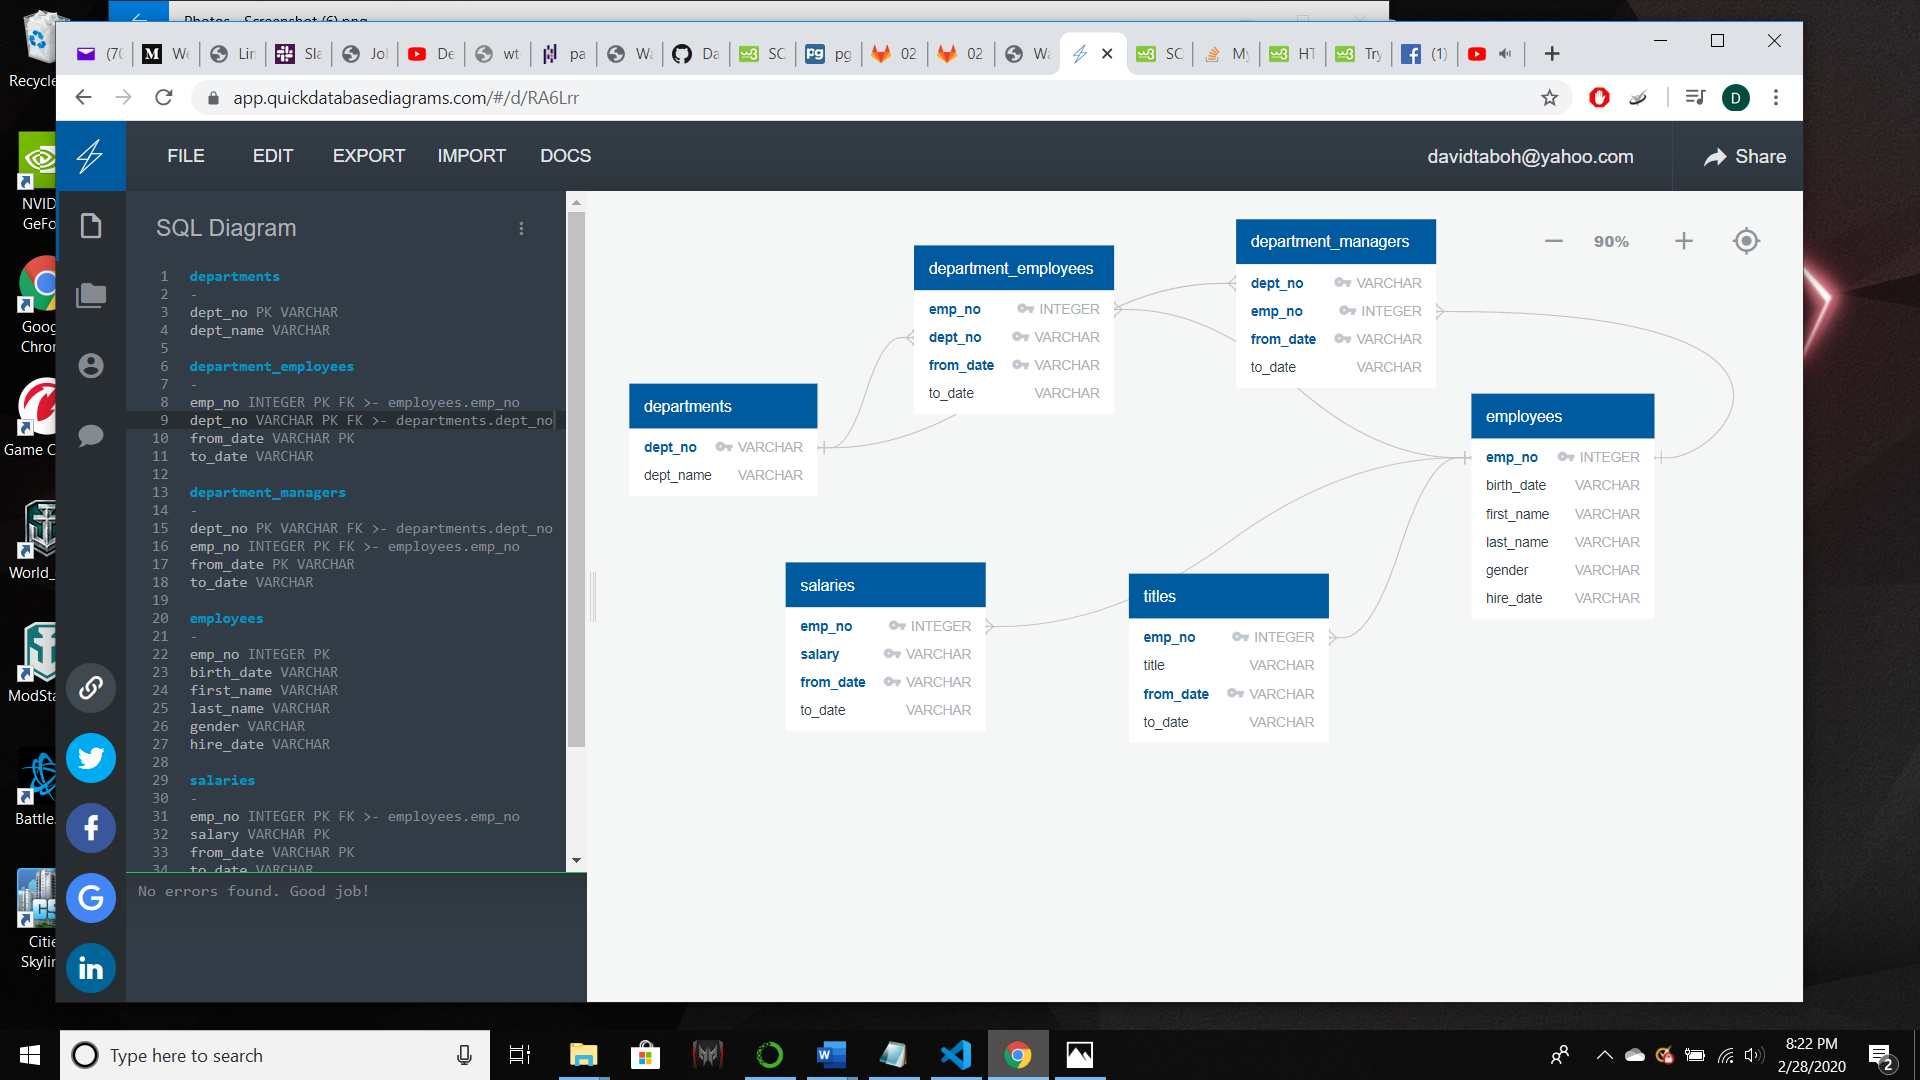 Photos - Screenshot (6).png
(70
We
Lin
Sla
Jol
De
wt
pa
Wa
Da
SC
pg
02
02
Wa
SC
My
HT
Try
(1)
app.quickdatabasediagrams.com/#/d/RA6Lrr
D
FILE EDIT EXPORT IMPORT DOCS
davidtaboh@yahoo.com
Share
SQL Diagram
1 departments
2 -
3 dept_no PK VARCHAR
4 dept_name VARCHAR
5
6 department_employees
7 -
8 emp_no INTEGER PK FK >- employees.emp_no
9 dept_no VARCHAR PK FK >- departments.dept_no
10 from_date VARCHAR PK
11 to_date VARCHAR
12
13 department_managers
14 -
15 dept_no PK VARCHAR FK >- departments.dept_no
16 emp_no INTEGER PK FK >- employees.emp_no
17 from_date PK VARCHAR
18 to_date VARCHAR
19
20 employees
21 -
22 emp_no INTEGER PK
23 birth_date VARCHAR
24 first_name VARCHAR
25 last_name VARCHAR
26 gender VARCHAR
27 hire_date VARCHAR
28
29 salaries
30 -
31 emp_no INTEGER PK FK >- employees.emp_no
32 salary VARCHAR PK
33 from_date VARCHAR PK
34 to_date VARCHAR
No errors found. Good job!
90%
departments
dept_no VARCHAR
dept_name VARCHAR
department_employees
emp_no INTEGER
dept_no VARCHAR
from_date VARCHAR
to_date VARCHAR
department_managers
dept_no VARCHAR
emp_no INTEGER
from_date VARCHAR
to_date VARCHAR
employees
emp_no INTEGER
birth_date VARCHAR
first_name VARCHAR
last_name VARCHAR
gender VARCHAR
hire_date VARCHAR
salaries
emp_no INTEGER
salary VARCHAR
from_date VARCHAR
to_date VARCHAR
titles
emp_no INTEGER
title VARCHAR
from_date VARCHAR
to_date VARCHAR
Recycle
NVID
GeFo
Goog
Chron
Game C
World_
ModSta
Battle.
Citie
Skylin
Type here to search
8:22 PM
2/28/2020
2